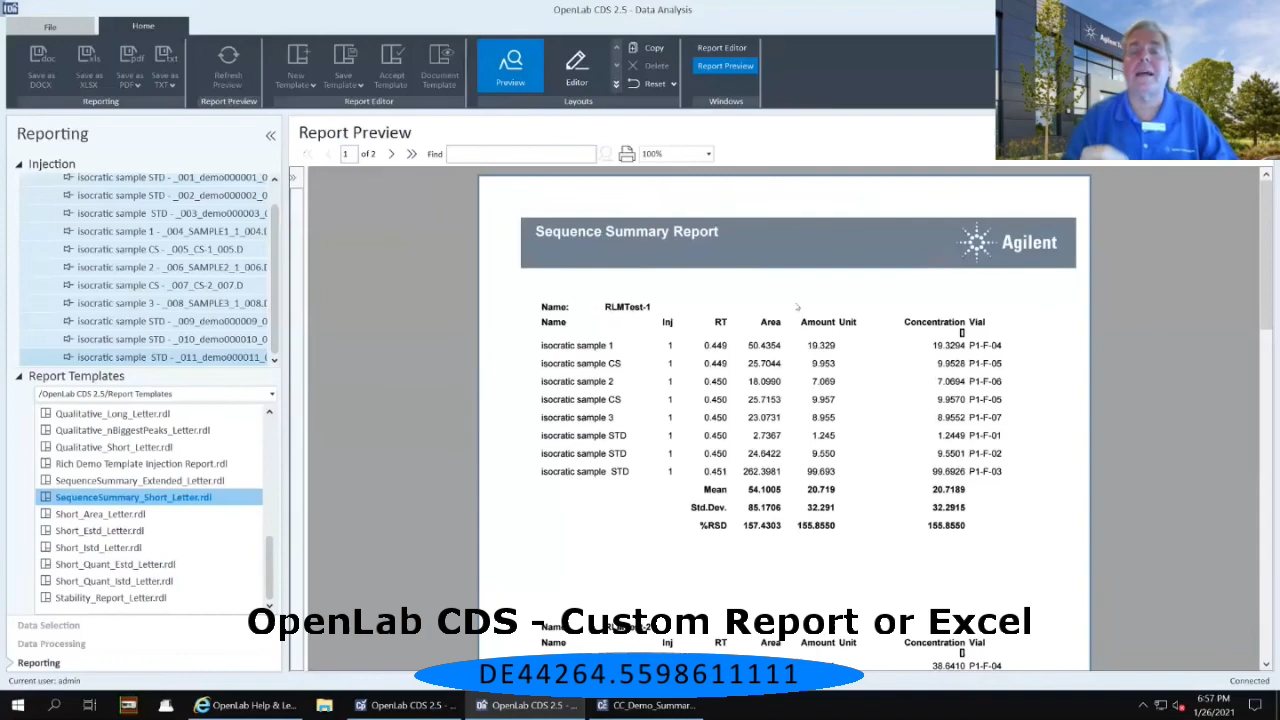 OpenLab CDS 2.5 - Data Analysis
File
Home
Save as DOCX
Save as XLSX
Save as PDF
Save as TXT
Reporting
Refresh Preview
Report Preview
New Template
Save Template
Accept Template
Document Template
Report Editor
Preview
Editor
Copy
Delete
Reset
Layouts
Report Editor
Report Preview
Windows
Reporting
Injection
isocratic sample STD - _001_demo000001_0
isocratic sample STD - _002_demo000002_0
isocratic sample STD - _003_demo000003_0
isocratic sample 1 - _004_SAMPLE1_1_004.D
isocratic sample CS - _005_CS-1_005.D
isocratic sample 2 - _006_SAMPLE2_1_006.D
isocratic sample CS - _007_CS-2_007.D
isocratic sample 3 - _008_SAMPLE3_1_008.D
isocratic sample STD - _009_demo000009_0
isocratic sample STD - _010_demo000010_0
isocratic sample STD - _011_demo000011_0
Report Templates
/OpenLab CDS 2.5/Report Templates
Qualitative_Long_Letter.rdl
Qualitative_nBiggestPeaks_Letter.rdl
Qualitative_Short_Letter.rdl
Rich Demo Template Injection Report.rdl
SequenceSummary_Extended_Letter.rdl
SequenceSummary_Short_Letter.rdl
Short_Area_Letter.rdl
Short_Estd_Letter.rdl
Short_Istd_Letter.rdl
Short_Quant_Estd_Letter.rdl
Short_Quant_Istd_Letter.rdl
Stability_Report_Letter.rdl
Data Selection
Data Processing
Reporting
Report Preview
1 of 2 Find 100%
Sequence Summary Report
Agilent
Name: RLMTest-1
Name Inj RT Area Amount Unit Concentration Vial
[]
isocratic sample 1 1 0.449 50.4354 19.329 19.3294 P1-F-04
isocratic sample CS 1 0.449 25.7044 9.953 9.9528 P1-F-05
isocratic sample 2 1 0.450 18.0990 7.069 7.0694 P1-F-06
isocratic sample CS 1 0.450 25.7153 9.957 9.9570 P1-F-05
isocratic sample 3 1 0.450 23.0731 8.955 8.9552 P1-F-07
isocratic sample STD 1 0.450 2.7367 1.245 1.2449 P1-F-01
isocratic sample STD 1 0.450 24.6422 9.550 9.5501 P1-F-02
isocratic sample STD 1 0.451 262.3981 99.693 99.6926 P1-F-03
Mean 54.1005 20.719 20.7189
Std.Dev. 85.1706 32.291 32.2915
%RSD 157.4303 155.8550 155.8550
OpenLab CDS - Custom Report or Excel
Name Inj RT Area Amount Unit Concentration Vial
[]
38.6410 P1-F-04
DE44264.5598611111
Current user: admin
Connected
OpenLab Help & Le...
OpenLab CDS 2.5 - ...
OpenLab CDS 2.5 - ...
CC_Demo_Summar...
6:57 PM
1/26/2021